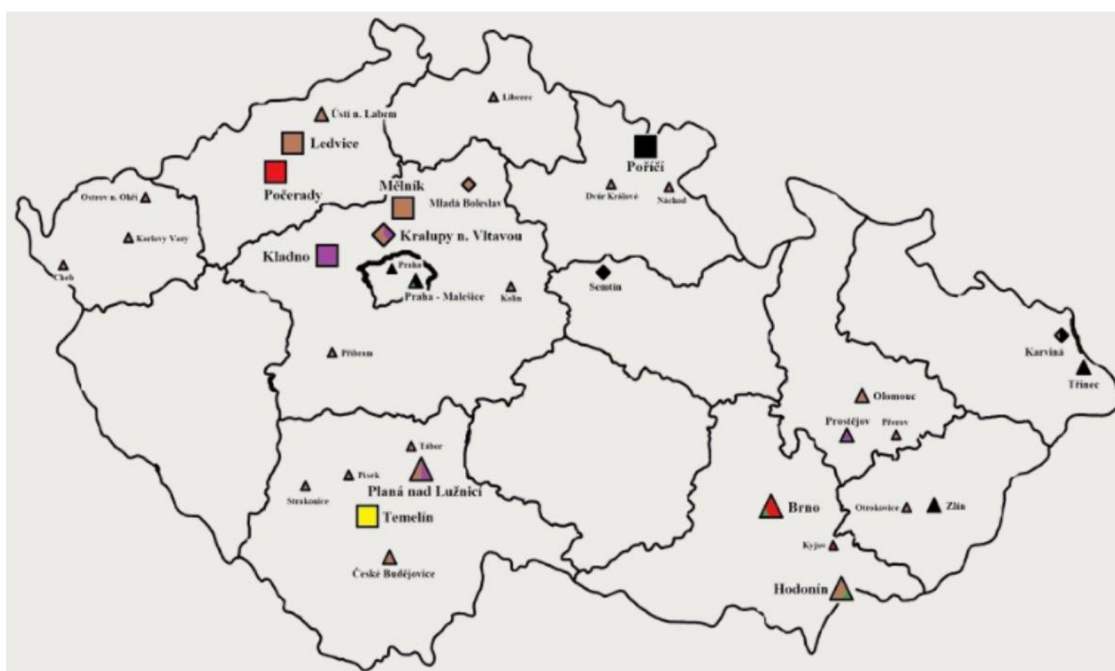 Liberec
Ústí n. Labem
Ledvice
Poříčí
Počerady
Mělník
Mladá Boleslav
Dvůr Králové
Náchod
Ostrov n. Ohří
Kralupy n. Vltavou
Karlovy Vary
Kladno
Praha
Cheb
Praha - Malešice
Kolín
Semtín
Karviná
Příbram
Třinec
Olomouc
Prostějov
Přerov
Tábor
Písek
Strakonice
Planá nad Lužnicí
Temelín
Brno
Otrokovice
Zlín
Kyjov
České Budějovice
Hodonín